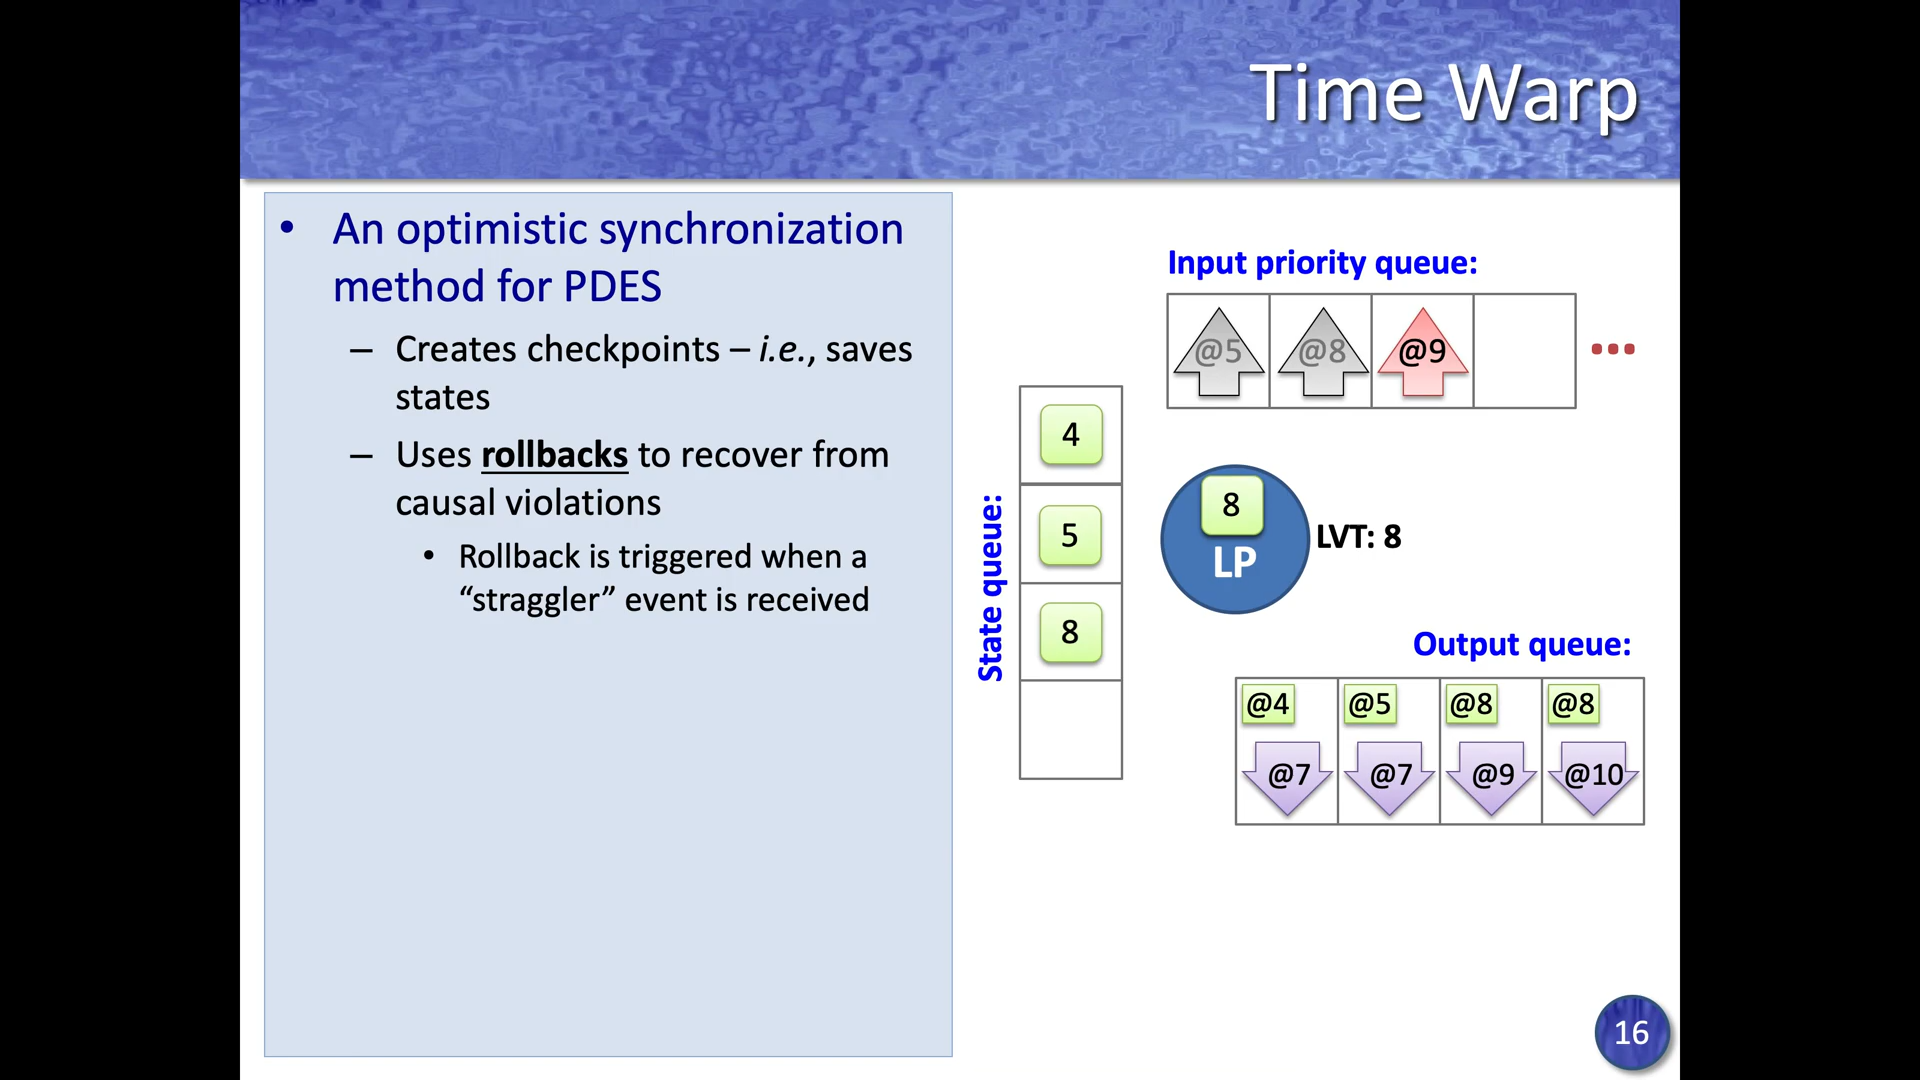 Time Warp
• An optimistic synchronization
method for PDES
– Creates checkpoints – i.e., saves
states
– Uses rollbacks to recover from
causal violations
• Rollback is triggered when a
“straggler” event is received
Input priority queue:
@5 @8 @9 ...
State queue:
4
5
8
8
LP
LVT: 8
Output queue:
@4 @5 @8 @8
@7 @7 @9 @10
16